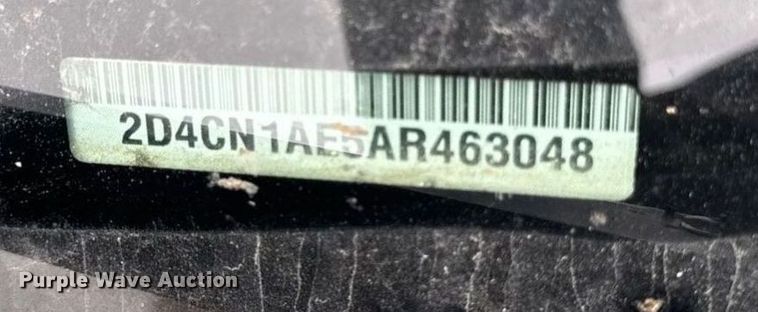 2D4CN1AE5AR463048
Purple Wave Auction